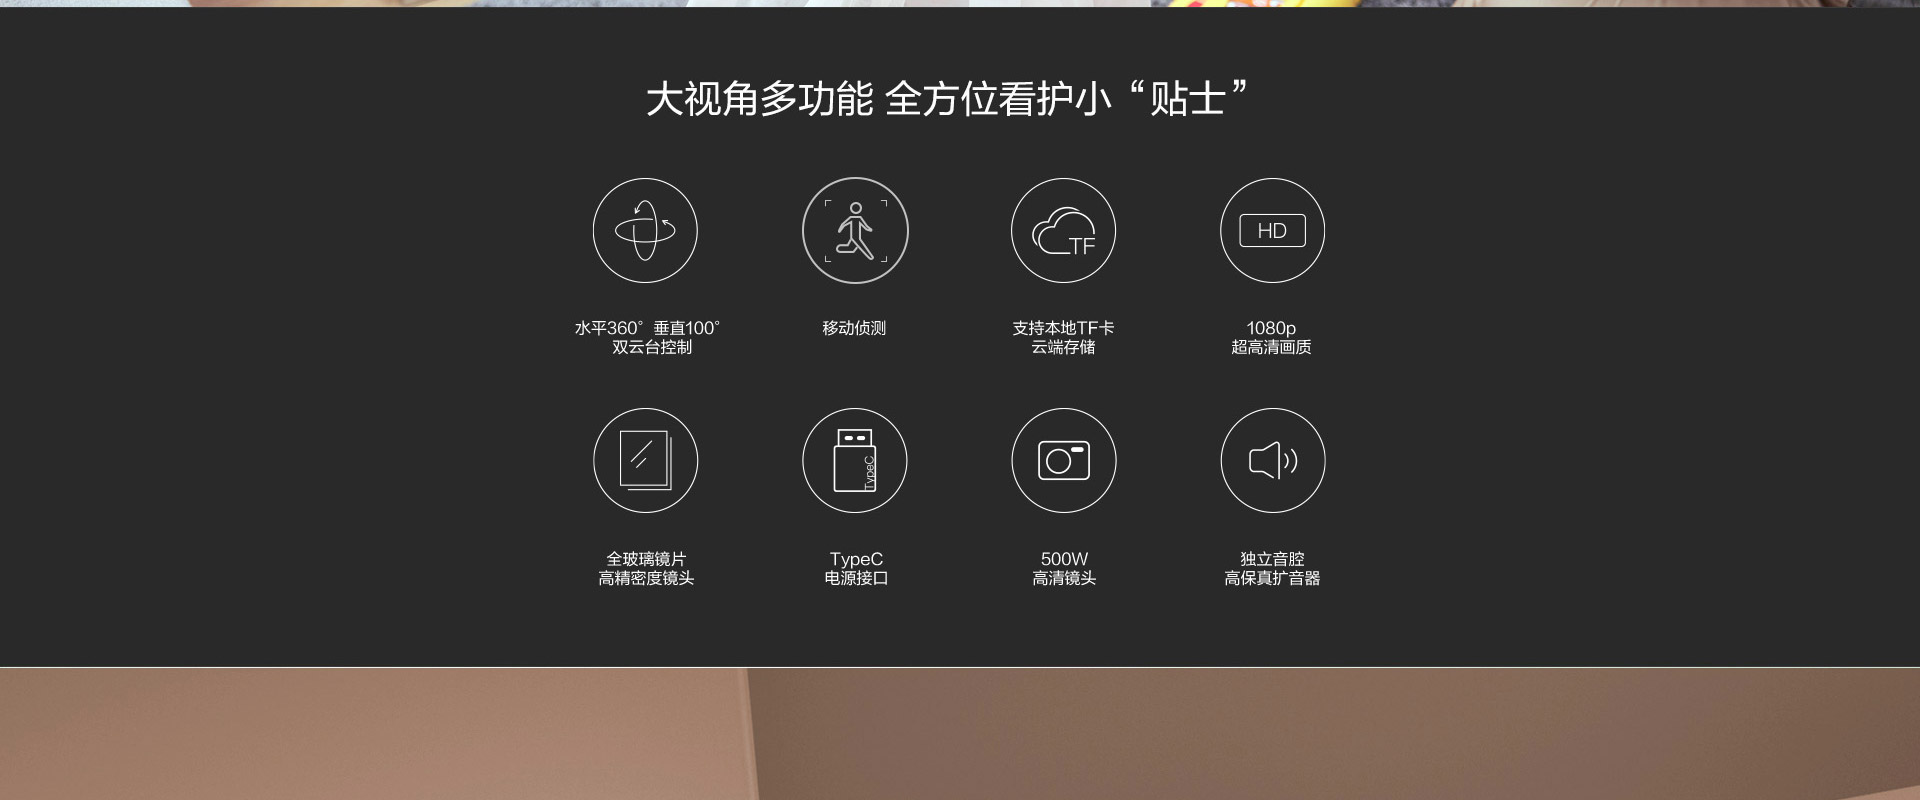 大视角多功能 全方位看护小“贴士”
TF
HD
水平360°垂直100°
双云台控制
移动侦测
支持本地TF卡
云端存储
1080p
超高清画质
TypeC
全玻璃镜片
高精密度镜头
TypeC
电源接口
500W
高清镜头
独立音腔
高保真扩音器